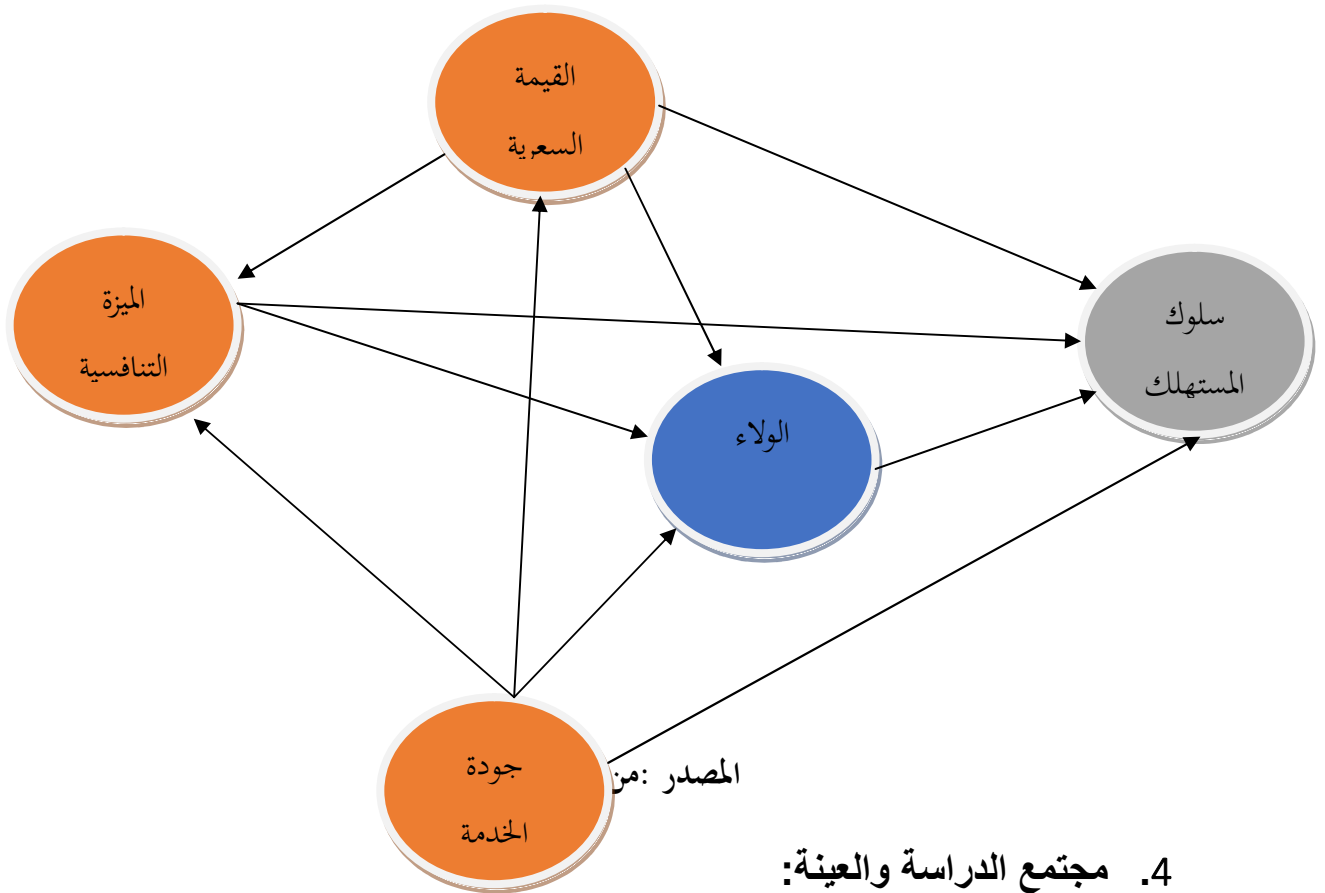 القيمة
السعرية
الميزة
التنافسية
سلوك
المستهلك
الولاء
جودة
الخدمة
المصدر :من
4. مجتمع الدراسة والعينة: